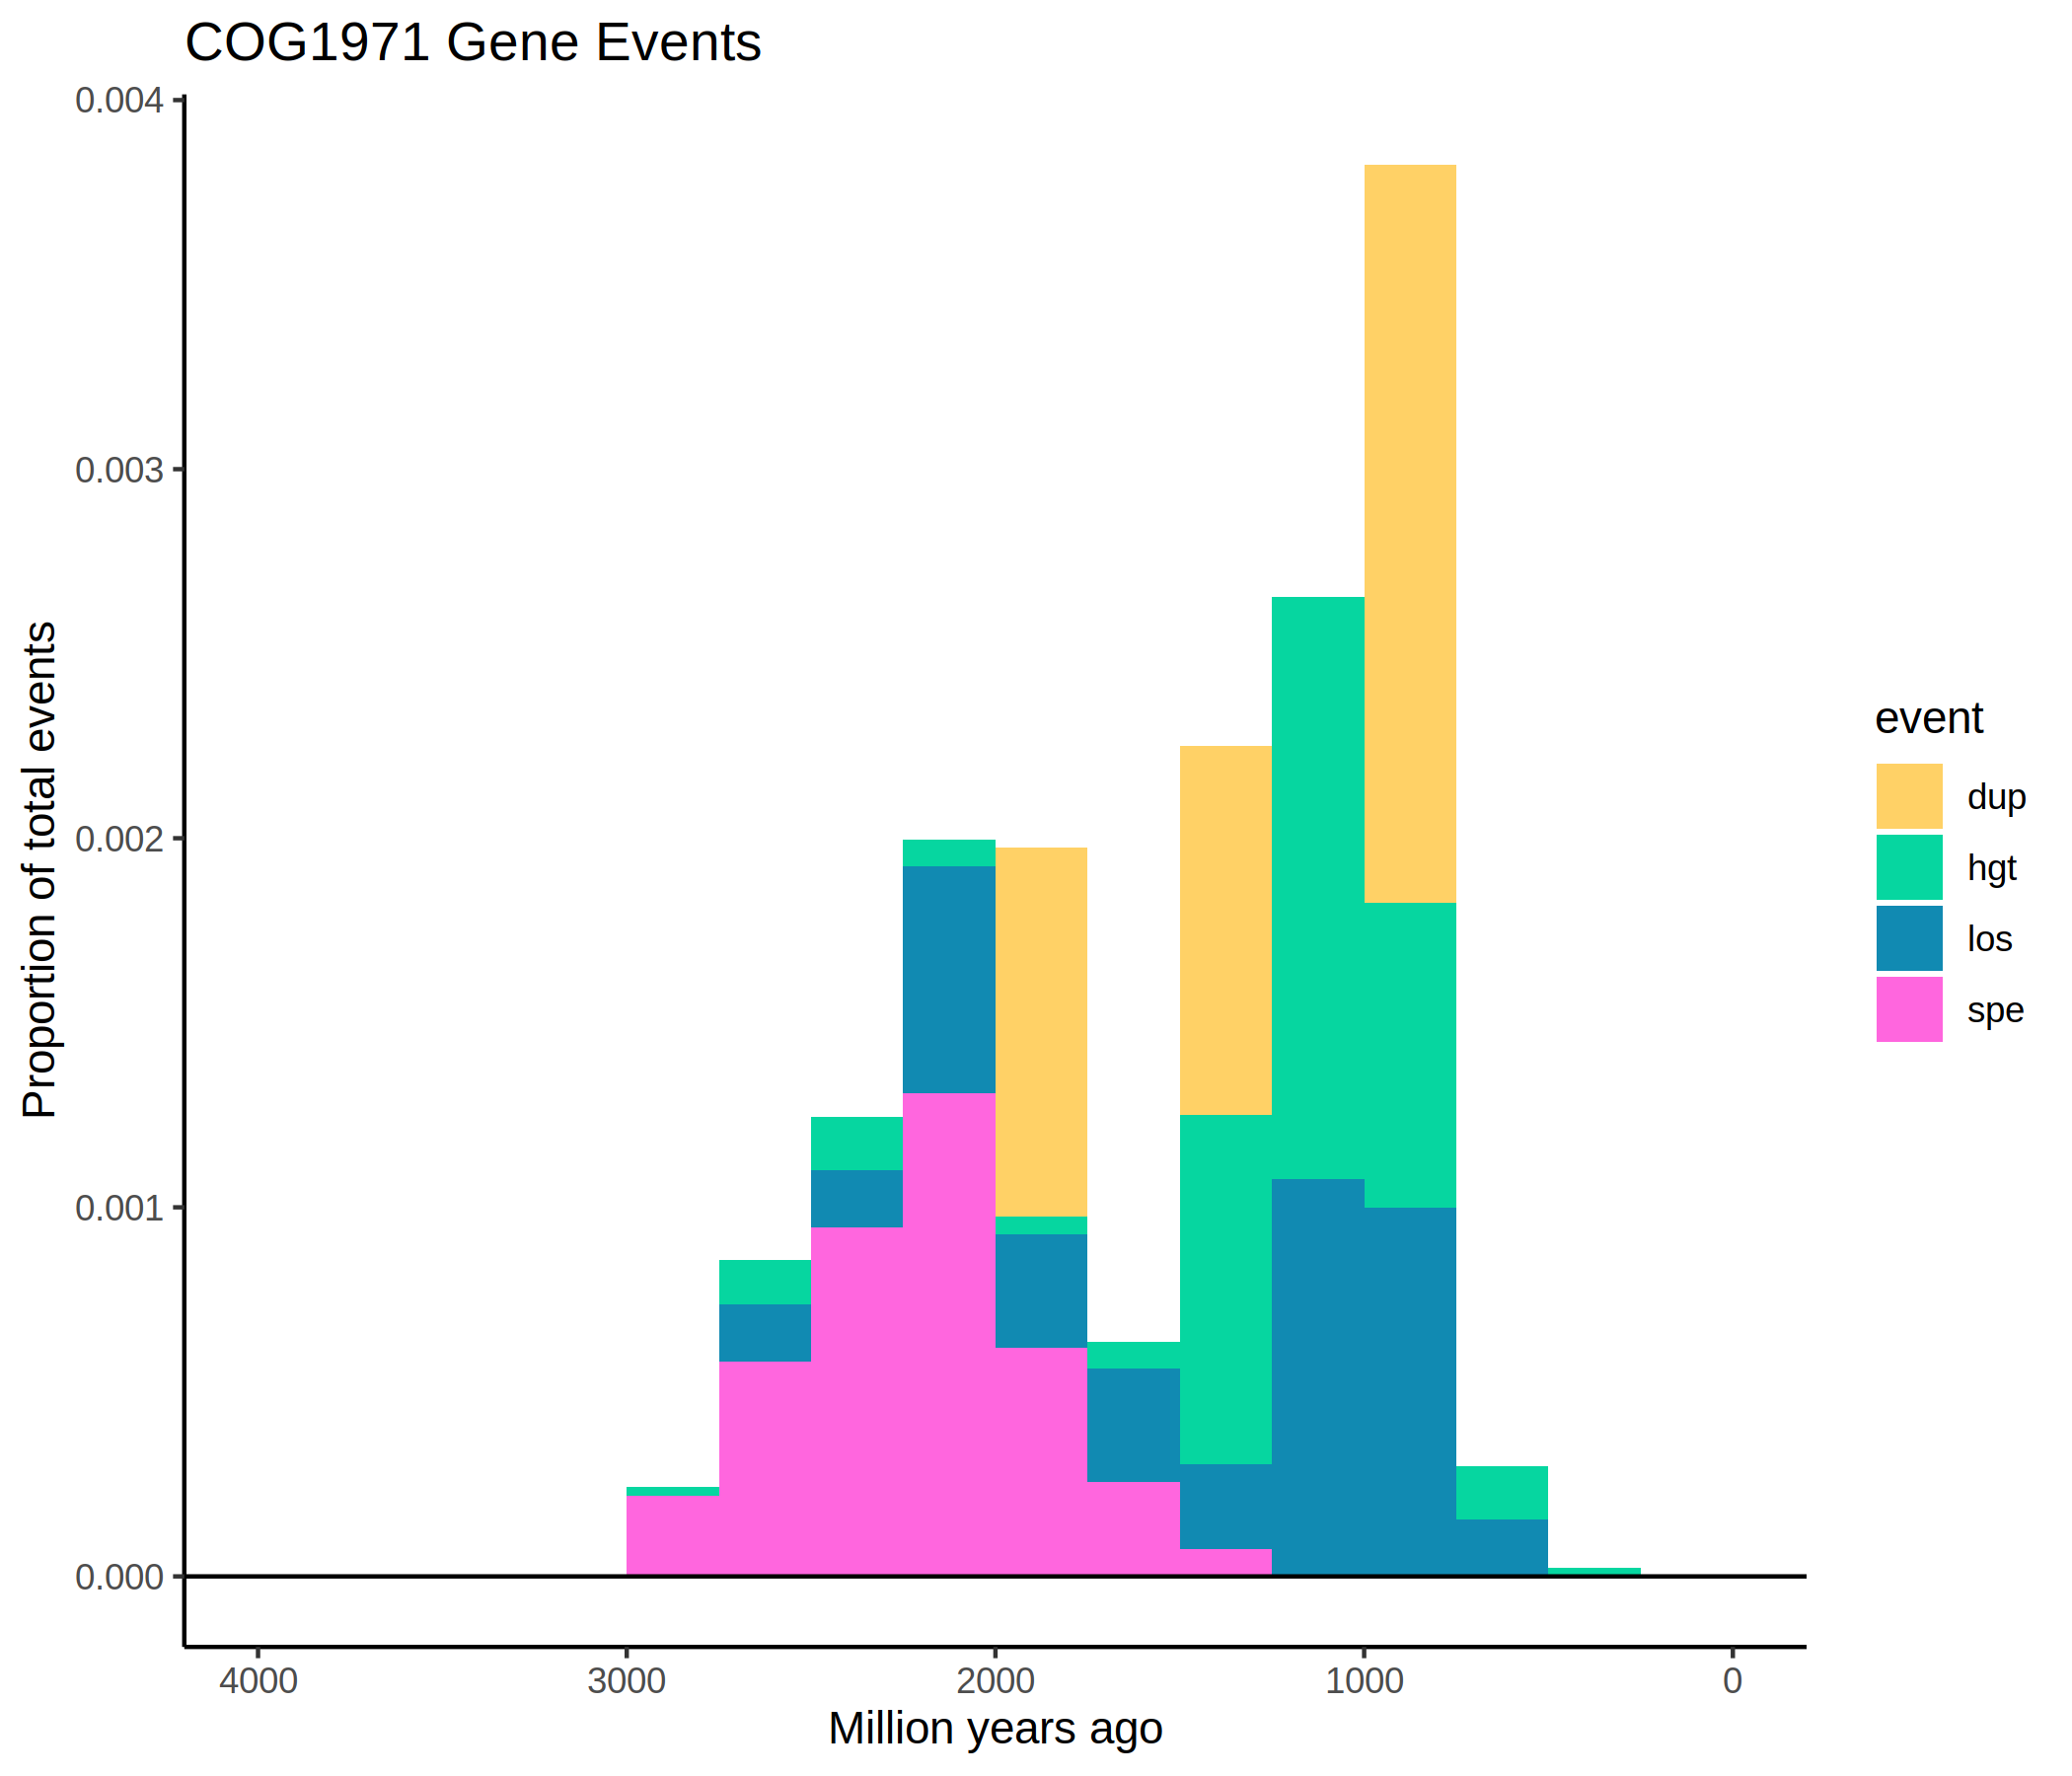 COG1971 Gene Events
0.004
0.003
0.002
0.001
0.000
Proportion of total events
4000 3000 2000 1000 0
Million years ago
event
dup
hgt
los
spe